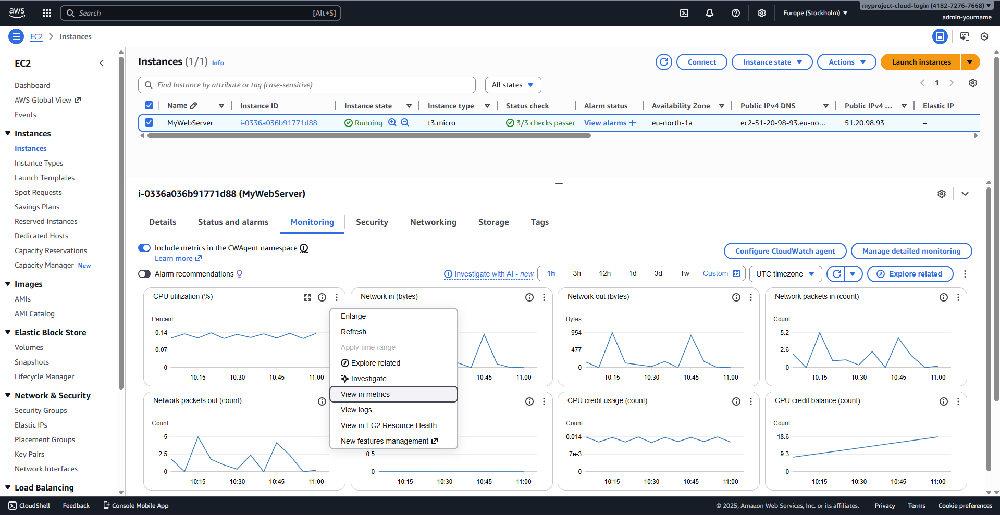 aws
Search [Alt+S]
Europe (Stockholm)
myproject-cloud-login (4182-7276-7668)
admin-yourname
EC2 Instances
EC2
Dashboard
AWS Global View
Events
Instances
Instances
Instance Types
Launch Templates
Spot Requests
Savings Plans
Reserved Instances
Dedicated Hosts
Capacity Reservations
Capacity Manager New
Images
AMIs
AMI Catalog
Elastic Block Store
Volumes
Snapshots
Lifecycle Manager
Network & Security
Security Groups
Elastic IPs
Placement Groups
Key Pairs
Network Interfaces
Load Balancing
Instances (1/1) Info
Connect Instance state Actions Launch instances
Find Instance by attribute or tag (case-sensitive) All states 1
Name Instance ID Instance state Instance type Status check Alarm status Availability Zone Public IPv4 DNS Public IPv4 ... Elastic IP
MyWebServer i-0336a036b91771d88 Running t3.micro 3/3 checks passec View alarms + eu-north-1a ec2-51-20-98-93.eu-no... 51.20.98.93 –
i-0336a036b91771d88 (MyWebServer)
Details Status and alarms Monitoring Security Networking Storage Tags
Include metrics in the CWAgent namespace
Learn more
Configure CloudWatch agent Manage detailed monitoring
Alarm recommendations
Investigate with AI - new 1h 3h 12h 1d 3d 1w Custom UTC timezone Explore related
CPU utilization (%)
Percent
0.14
0.07
0
10:15 10:30 10:45 11:00
Network in (bytes)
10:45 11:00
Enlarge
Refresh
Apply time range
Explore related
Investigate
View in metrics
View logs
View in EC2 Resource Health
New features management
Network out (bytes)
Bytes
954
477
0
10:15 10:30 10:45 11:00
Network packets in (count)
Count
5.2
2.6
0
10:15 10:30 10:45 11:00
Network packets out (count)
Count
5
2.5
0
10:15 10:30 10:45 11:00
0.5
0
10:15 10:30 10:45 11:00
CPU credit usage (count)
Count
0.014
7e-3
0
10:15 10:30 10:45 11:00
CPU credit balance (count)
Count
18.6
9.3
0
10:15 10:30 10:45 11:00
CloudShell Feedback Console Mobile App © 2025, Amazon Web Services, Inc. or its affiliates. Privacy Terms Cookie preferences